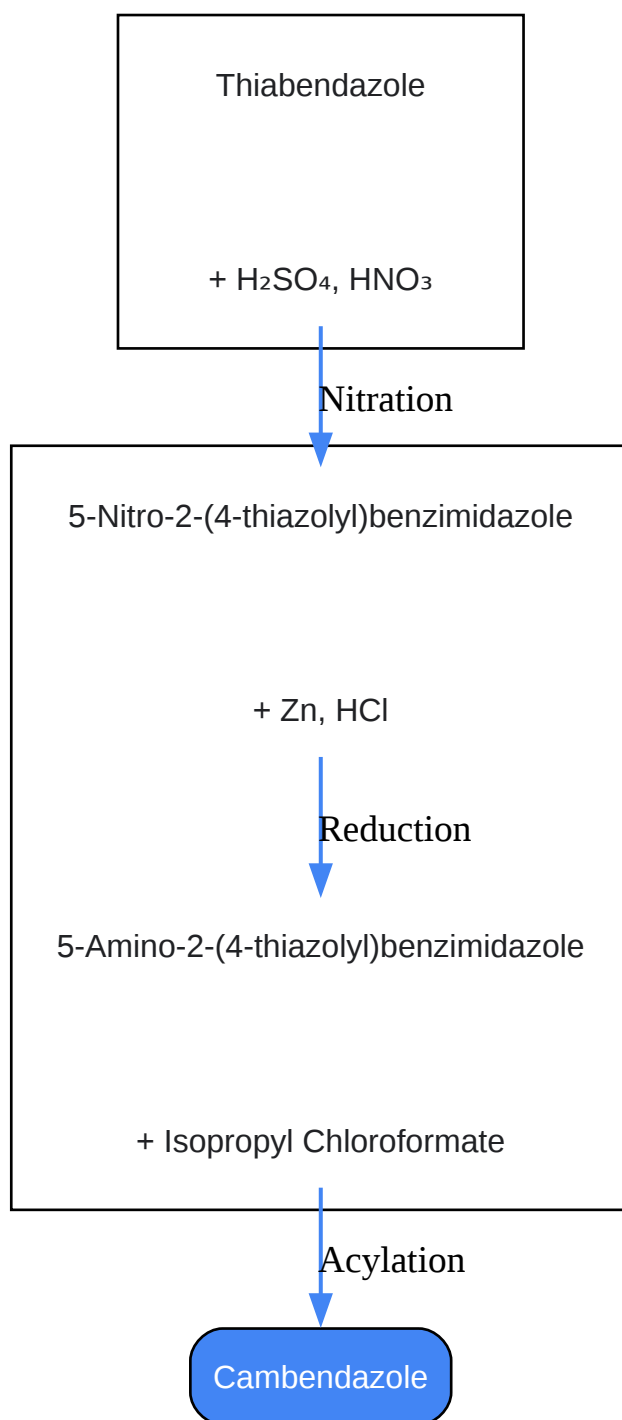 Thiabendazole
+ H₂SO₄, HNO₃
Nitration
5-Nitro-2-(4-thiazolyl)benzimidazole
+ Zn, HCl
Reduction
5-Amino-2-(4-thiazolyl)benzimidazole
+ Isopropyl Chloroformate
Acylation
Cambendazole